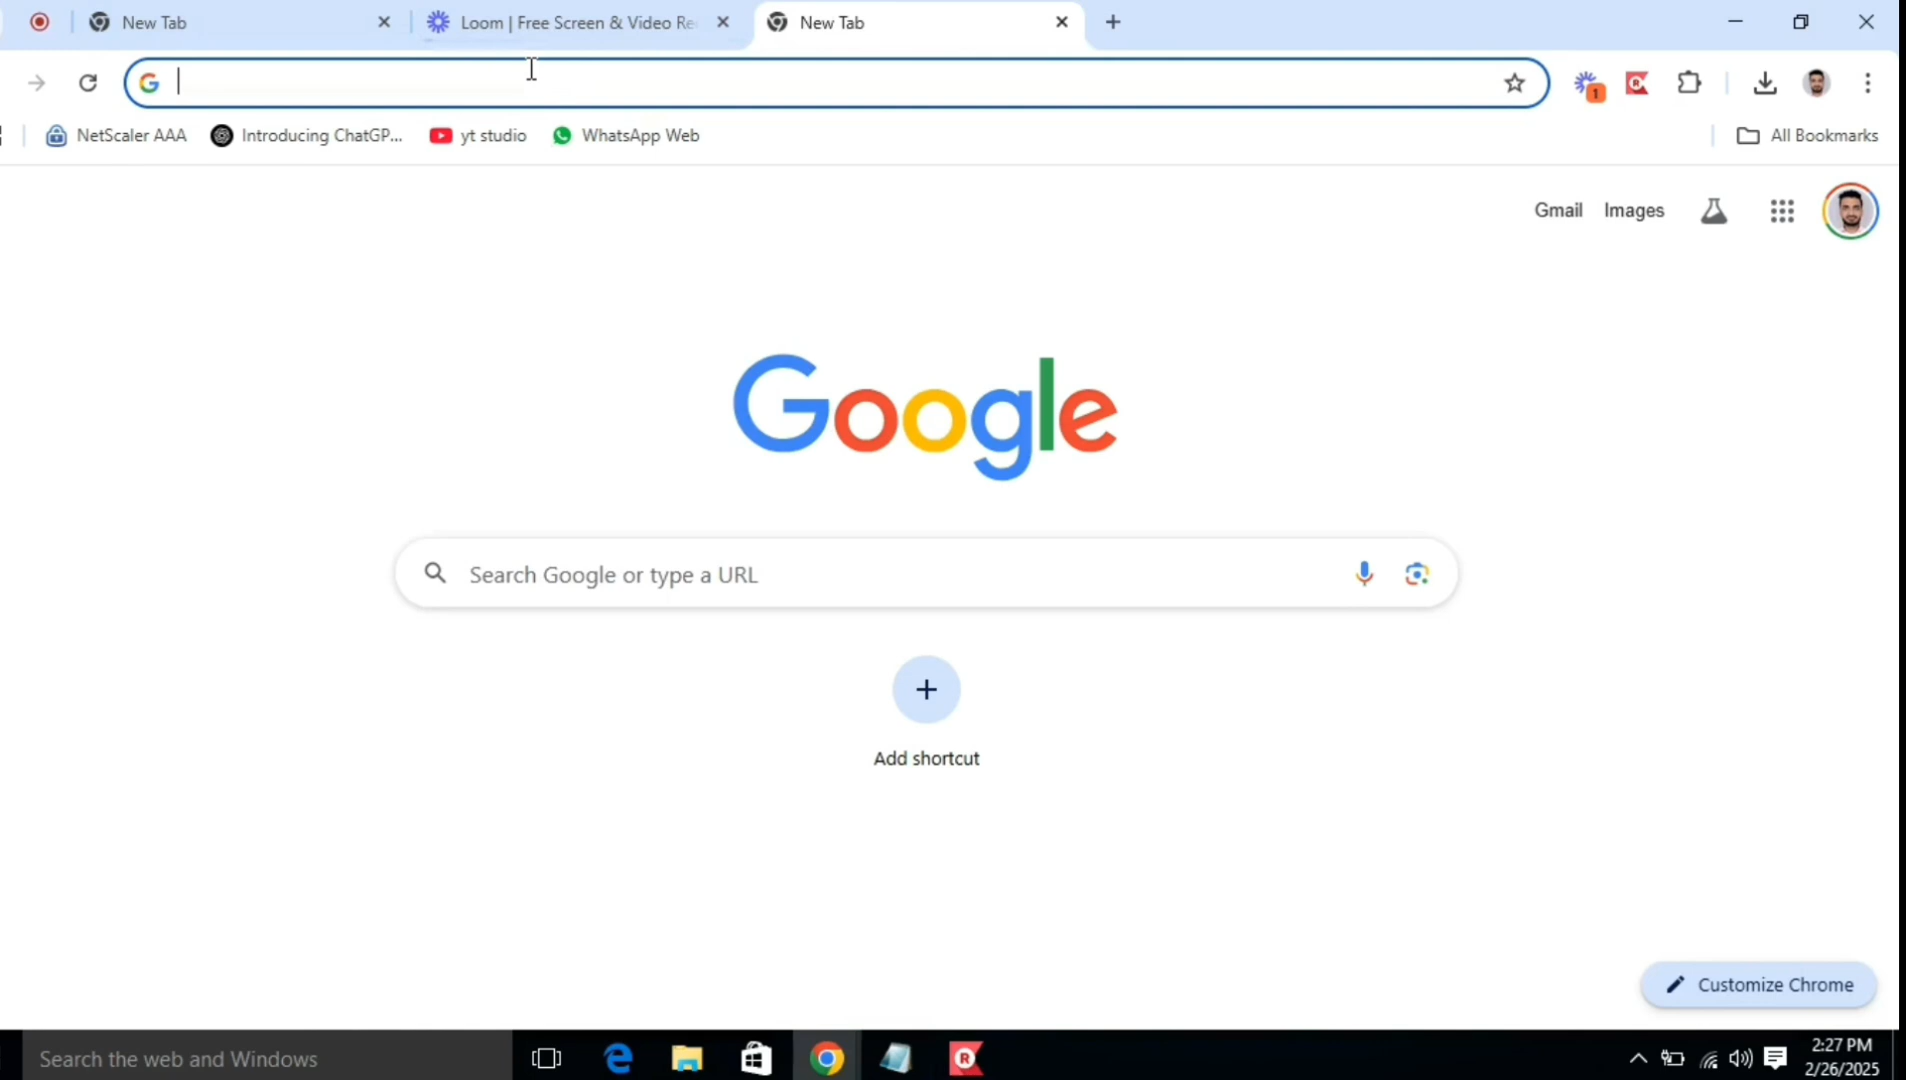 New Tab
Loom | Free Screen & Video Re
New Tab
NetScaler AAA
Introducing ChatGP...
yt studio
WhatsApp Web
All Bookmarks
1
Gmail
Images
Google
Search Google or type a URL
Add shortcut
Customize Chrome
Search the web and Windows
2:27 PM
2/26/2025